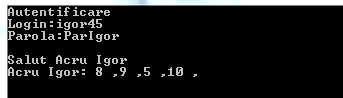 Autentificare
Login:igor45
Parola:ParIgor
Salut Acru Igor
Acru Igor: 8 ,9 ,5 ,10 ,